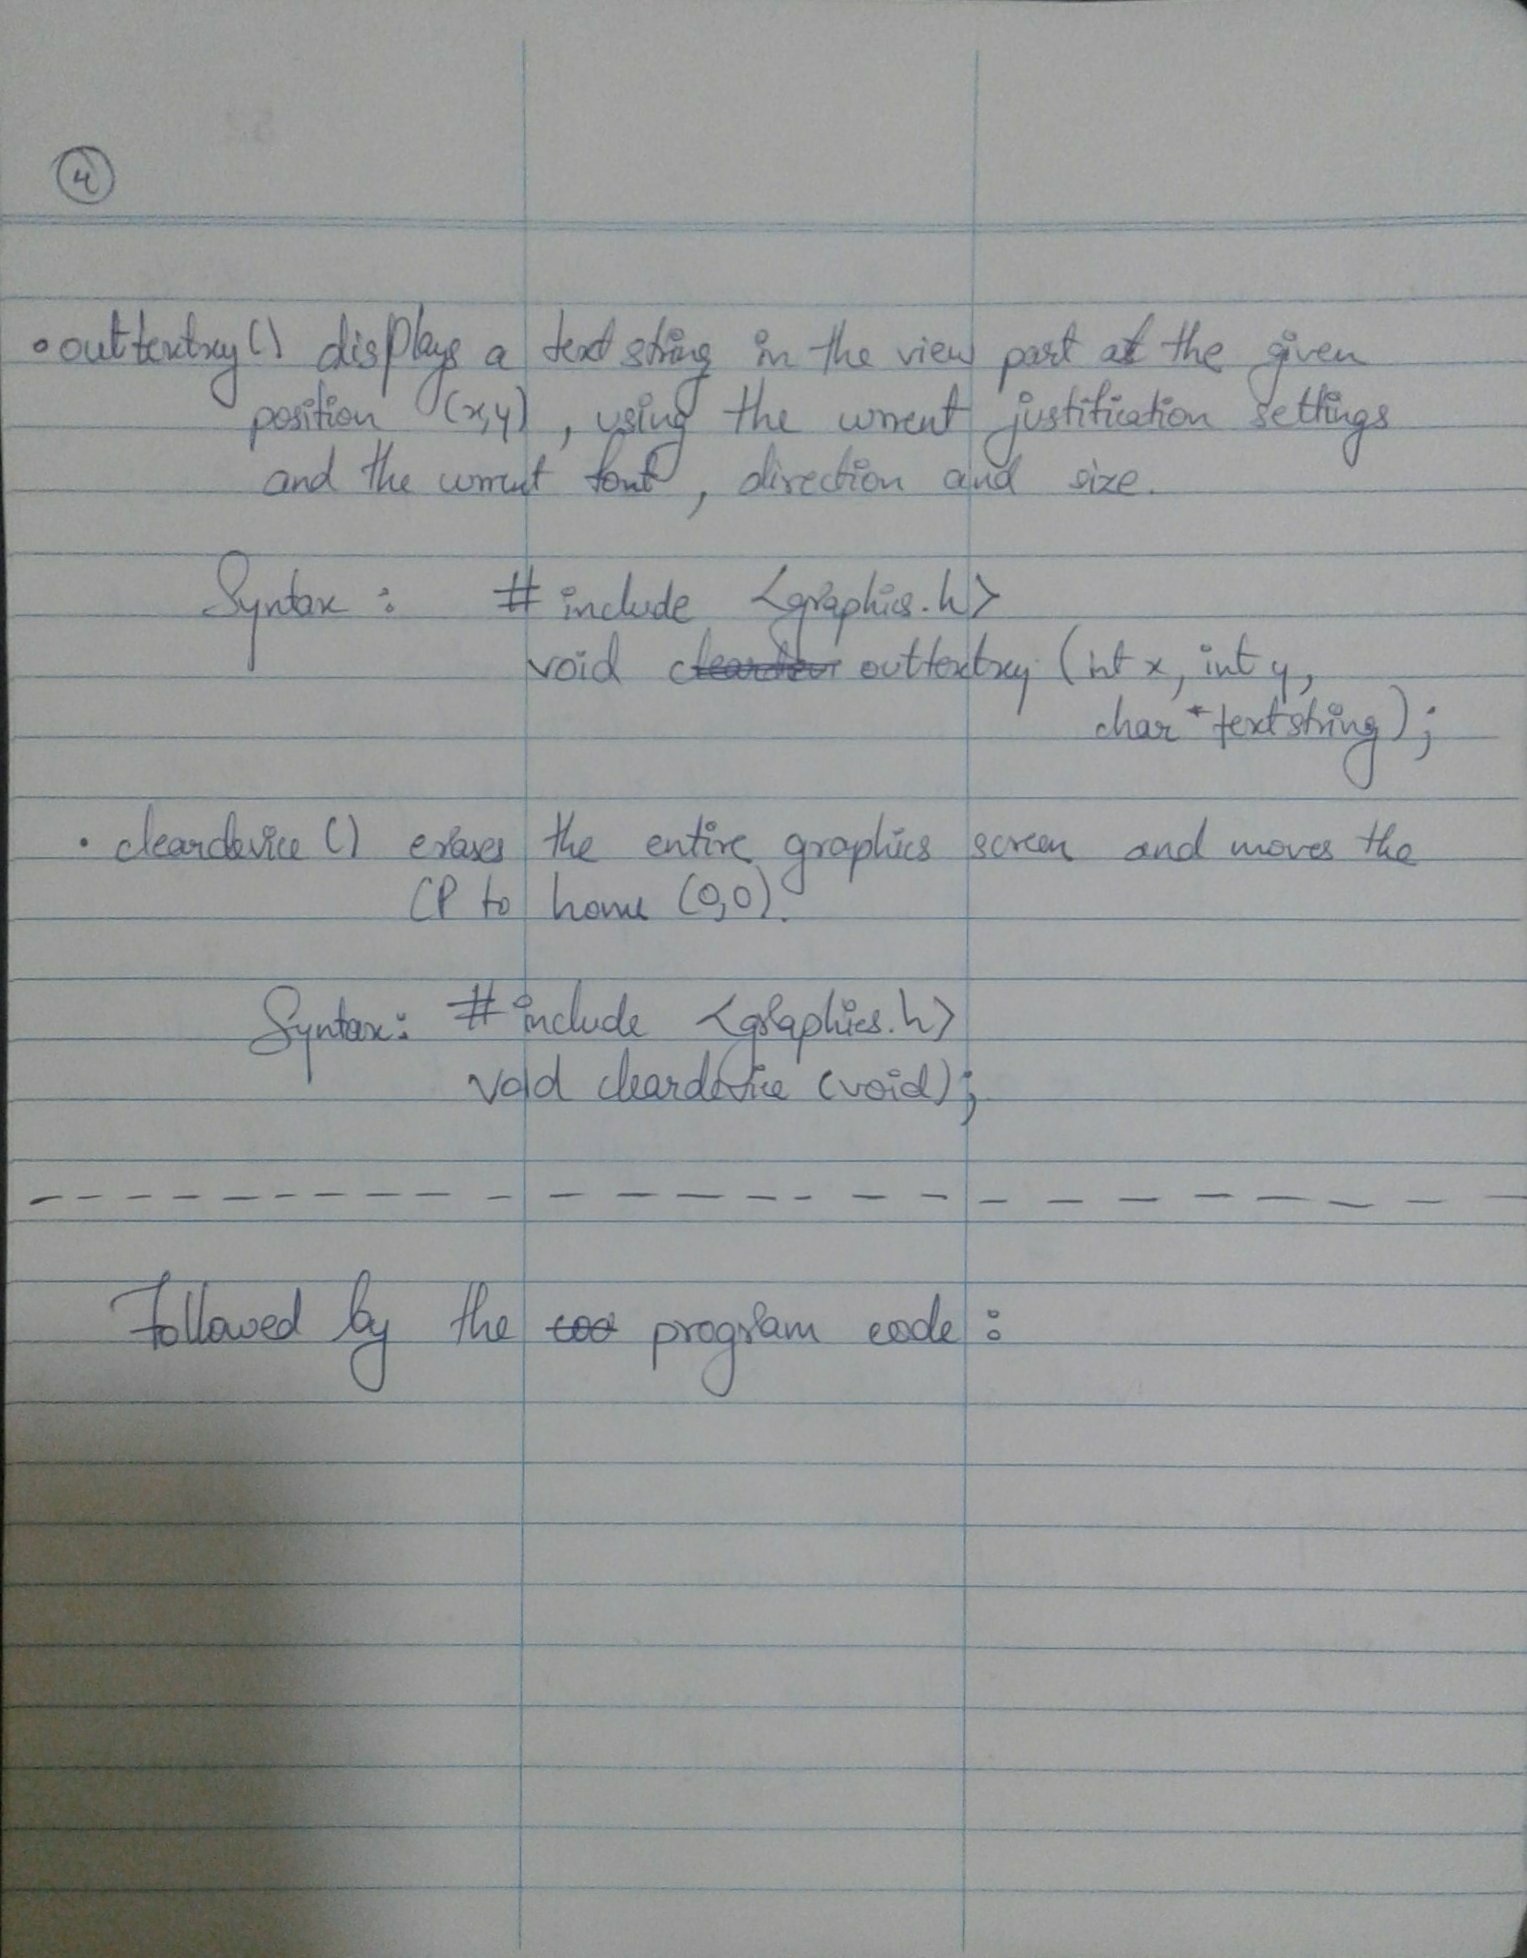 4
• outtextxy() displays a text string in the view part at the given
position (x,y), using the current justification settings
and the current font, direction and size.
Syntax : # include <graphics.h>
void cleardev outtextxy (int x, int y,
char * textstring);
• cleardevice () erases the entire graphics screen and moves the
CP to home (0,0).
Syntax: # include <graphics.h>
void cleardevice (void);
Followed by the program code :